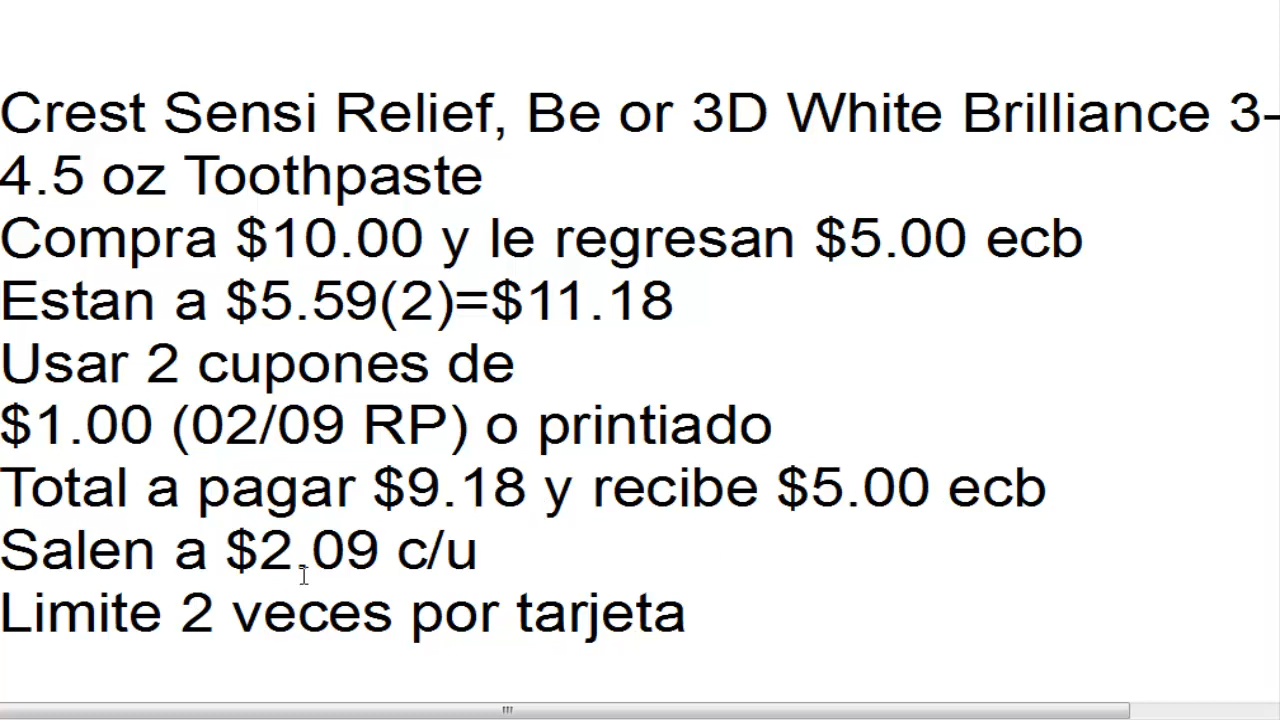 Crest Sensi Relief, Be or 3D White Brilliance 3-
4.5 oz Toothpaste
Compra $10.00 y le regresan $5.00 ecb
Estan a $5.59(2)=$11.18
Usar 2 cupones de
$1.00 (02/09 RP) o printiado
Total a pagar $9.18 y recibe $5.00 ecb
Salen a $2.09 c/u
Limite 2 veces por tarjeta